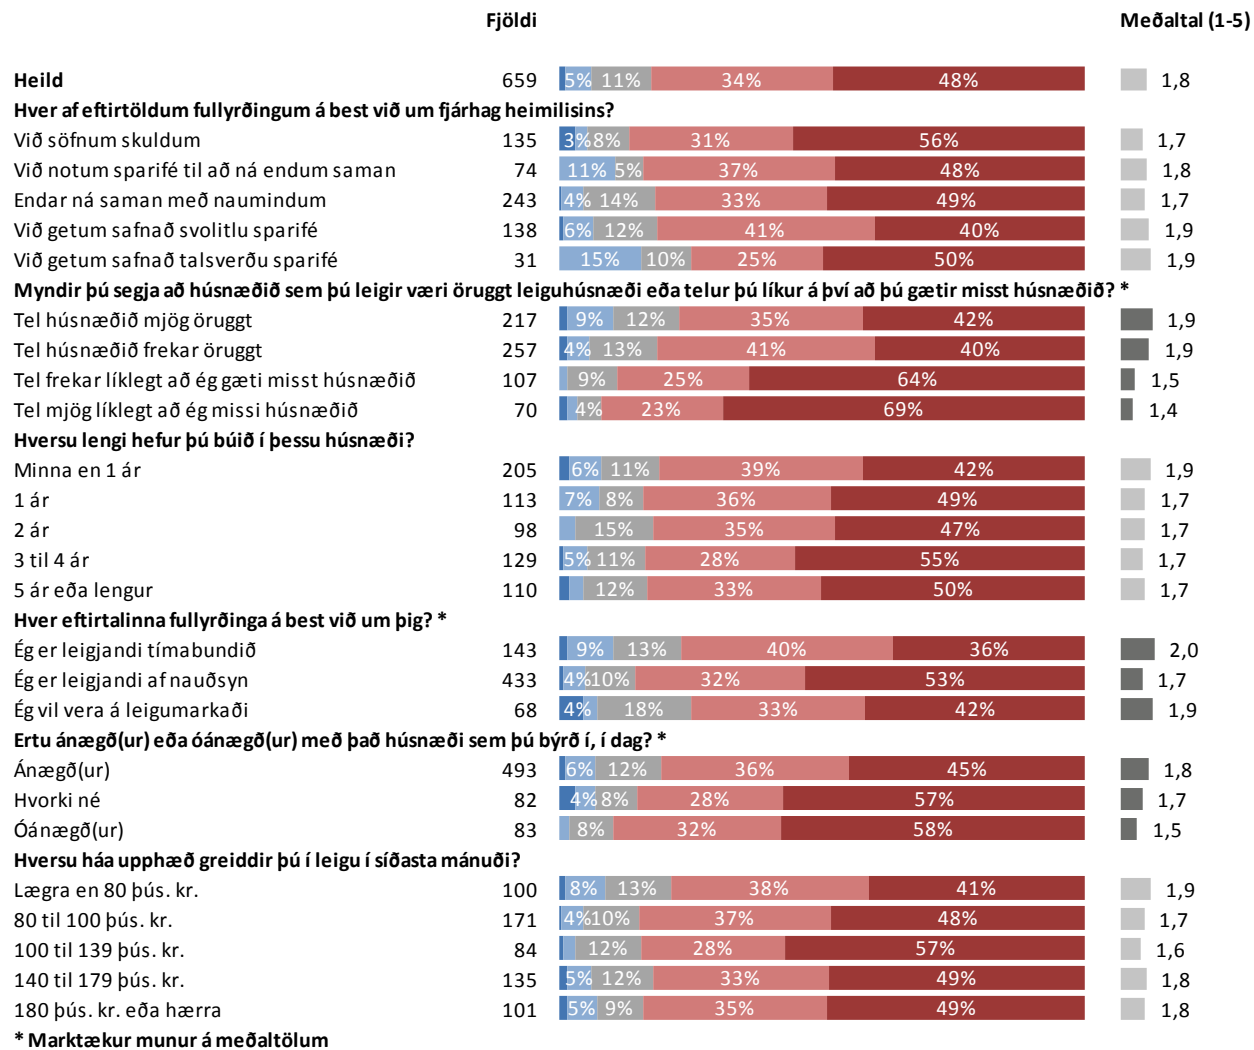 Fjöldi Meðaltal (1-5)
Heild 659 5% 11% 34% 48% 1,8
Hver af eftirtöldum fullyrðingum á best við um fjárhag heimilisins?
Við söfnum skuldum 135 3% 8% 31% 56% 1,7
Við notum sparifé til að ná endum saman 74 11% 5% 37% 48% 1,8
Endar ná saman með naumindum 243 4% 14% 33% 49% 1,7
Við getum safnað svolitlu sparifé 138 6% 12% 41% 40% 1,9
Við getum safnað talsverðu sparifé 31 15% 10% 25% 50% 1,9
Myndir þú segja að húsnæðið sem þú leigir væri öruggt leiguhúsnæði eða telur þú líkur á því að þú gætir misst húsnæðið? *
Tel húsnæðið mjög öruggt 217 9% 12% 35% 42% 1,9
Tel húsnæðið frekar öruggt 257 4% 13% 41% 40% 1,9
Tel frekar líklegt að ég gæti misst húsnæðið 107 9% 25% 64% 1,5
Tel mjög líklegt að ég missi húsnæðið 70 4% 23% 69% 1,4
Hversu lengi hefur þú búið í þessu húsnæði?
Minna en 1 ár 205 6% 11% 39% 42% 1,9
1 ár 113 7% 8% 36% 49% 1,7
2 ár 98 15% 35% 47% 1,7
3 til 4 ár 129 5% 11% 28% 55% 1,7
5 ár eða lengur 110 12% 33% 50% 1,7
Hver eftirtalinna fullyrðinga á best við um þig? *
Ég er leigjandi tímabundið 143 9% 13% 40% 36% 2,0
Ég er leigjandi af nauðsyn 433 4% 10% 32% 53% 1,7
Ég vil vera á leigumarkaði 68 4% 18% 33% 42% 1,9
Ertu ánægð(ur) eða óánægð(ur) með það húsnæði sem þú býrð í, í dag? *
Ánægð(ur) 493 6% 12% 36% 45% 1,8
Hvorki né 82 4% 8% 28% 57% 1,7
Óánægð(ur) 83 8% 32% 58% 1,5
Hversu háa upphæð greiddir þú í leigu í síðasta mánuði?
Lægra en 80 þús. kr. 100 8% 13% 38% 41% 1,9
80 til 100 þús. kr. 171 4% 10% 37% 48% 1,7
100 til 139 þús. kr. 84 12% 28% 57% 1,6
140 til 179 þús. kr. 135 5% 12% 33% 49% 1,8
180 þús. kr. eða hærra 101 5% 9% 35% 49% 1,8
* Marktækur munur á meðaltölum